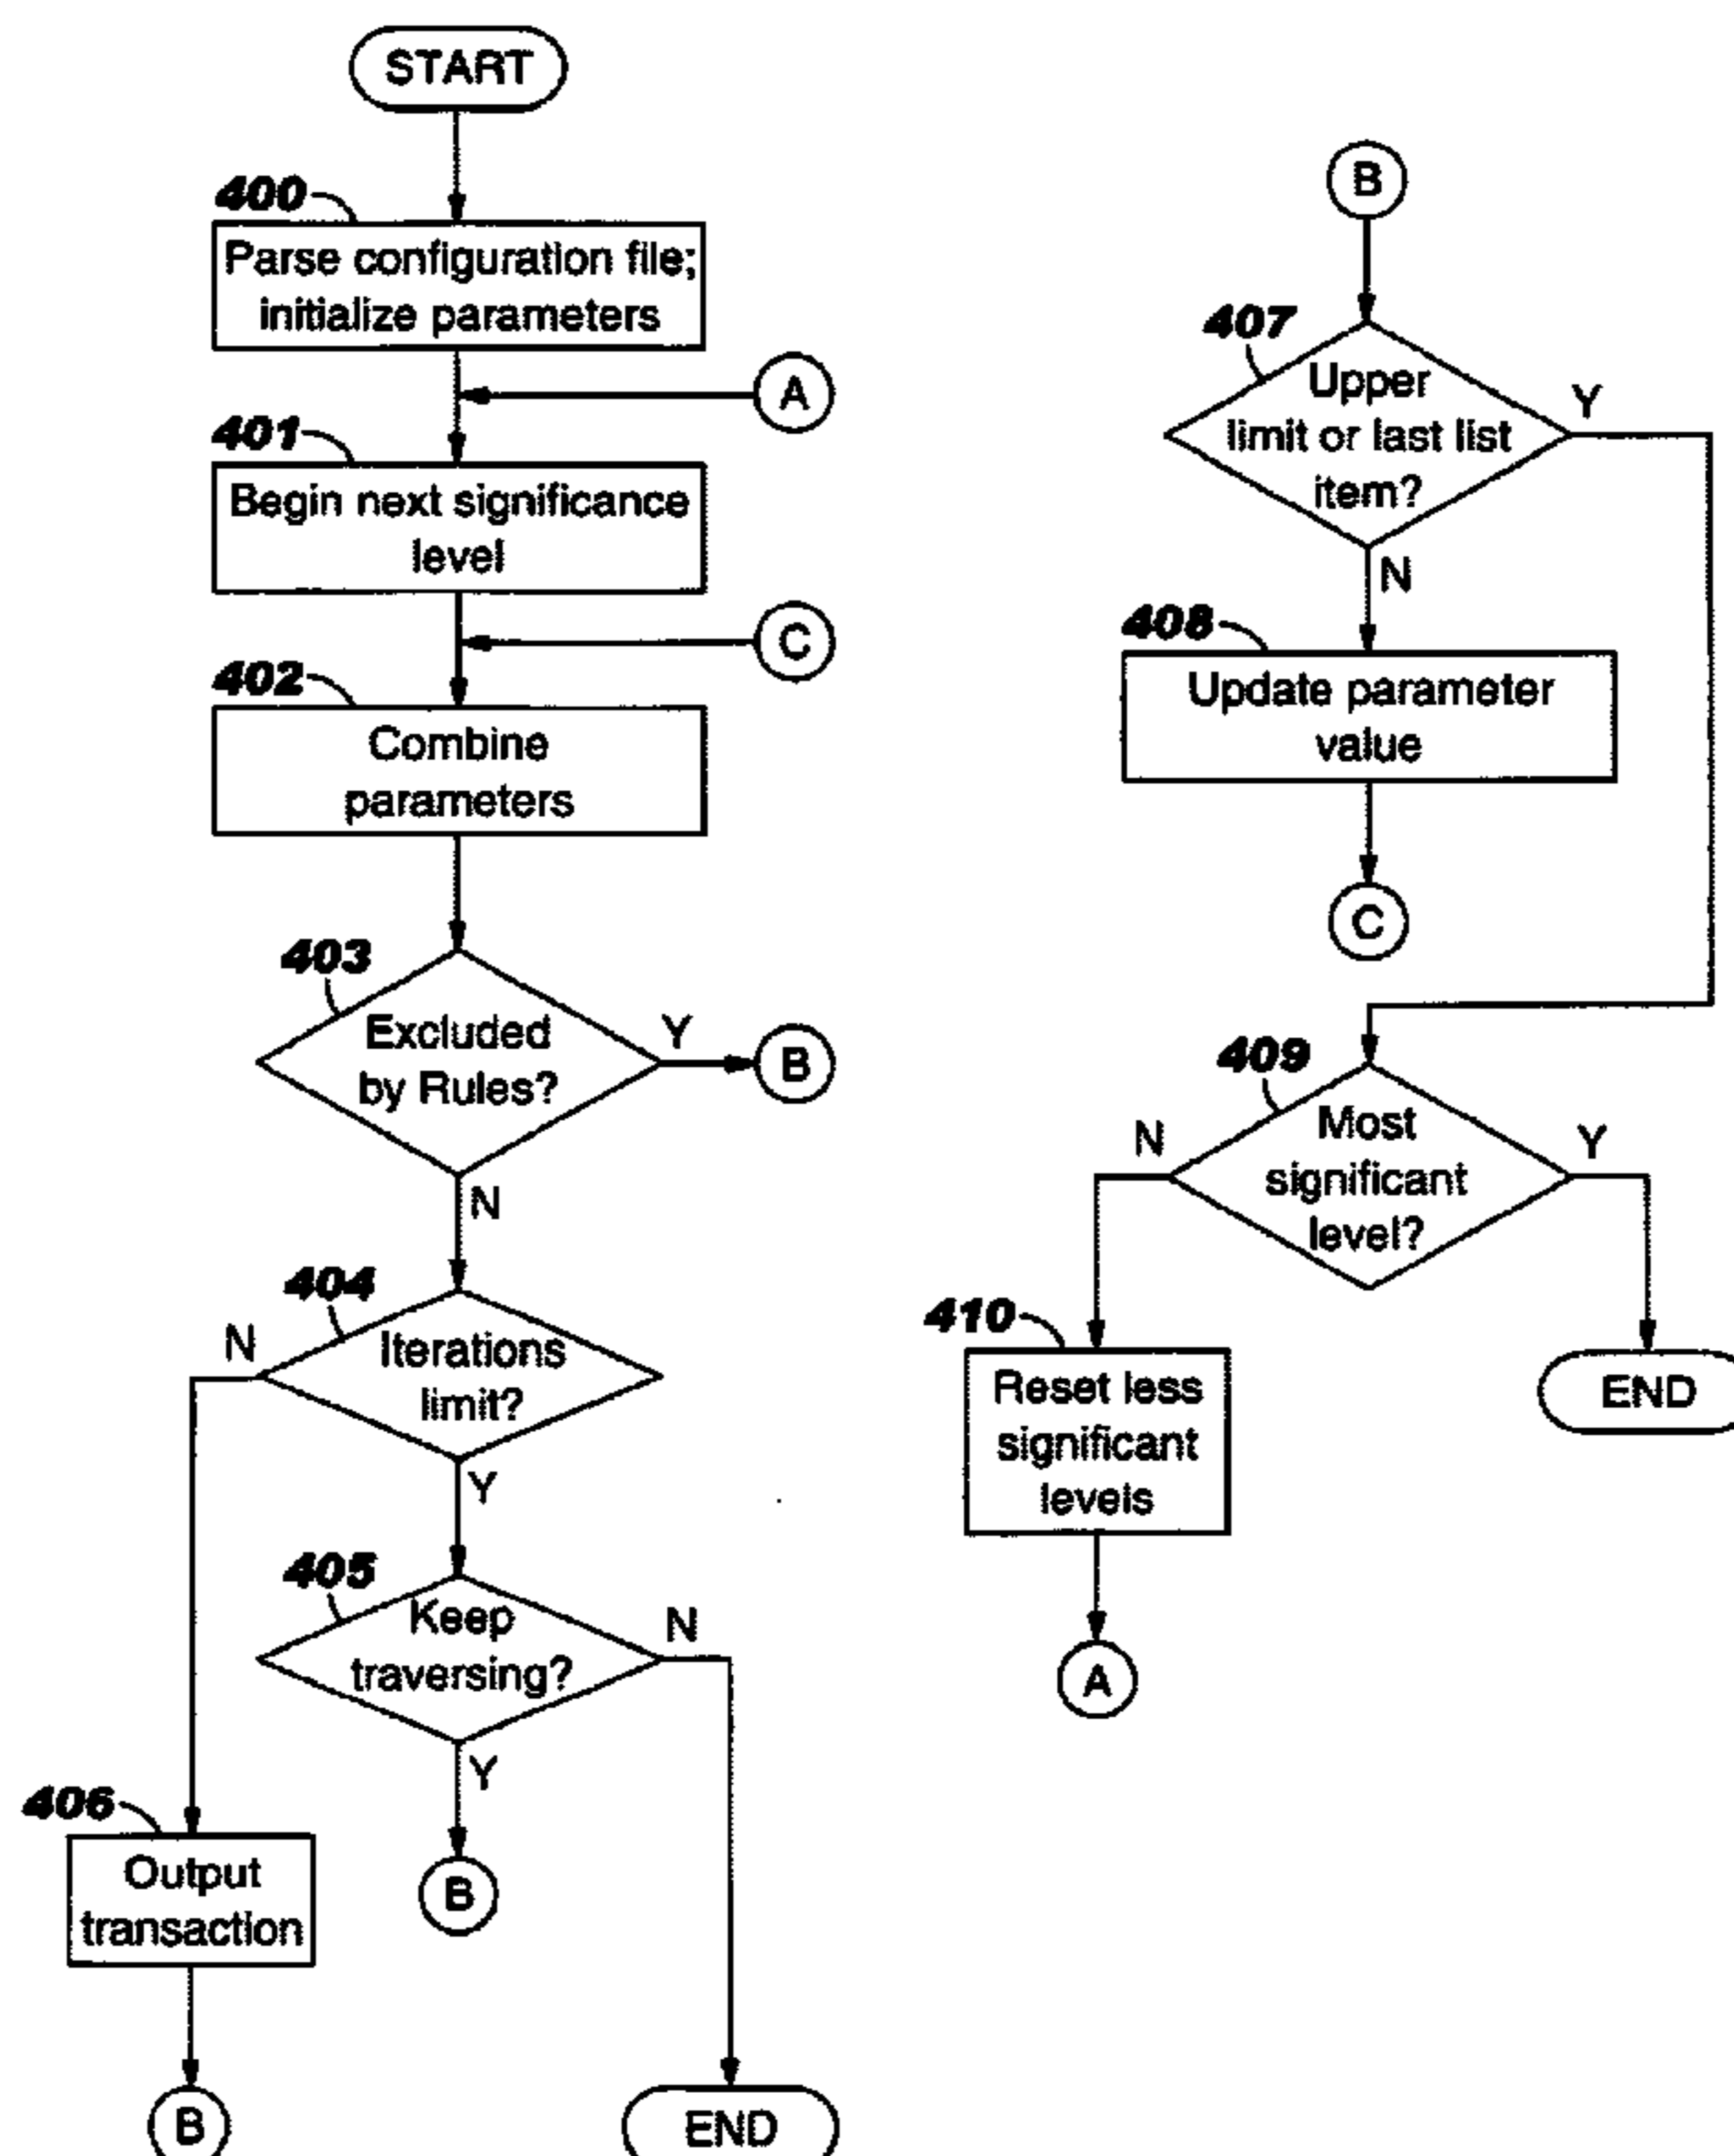 START
400
Parse configuration file;
initialize parameters
A
401
Begin next significance
level
C
402
Combine
parameters
403
Excluded
by Rules?
Y
B
N
404
Iterations
limit?
N
Y
405
Keep
traversing?
N
Y
B
406
Output
transaction
B
END
B
407
Upper
limit or last list
item?
Y
N
408
Update parameter
value
C
409
Most
significant
level?
N
Y
410
Reset less
significant
levels
END
A